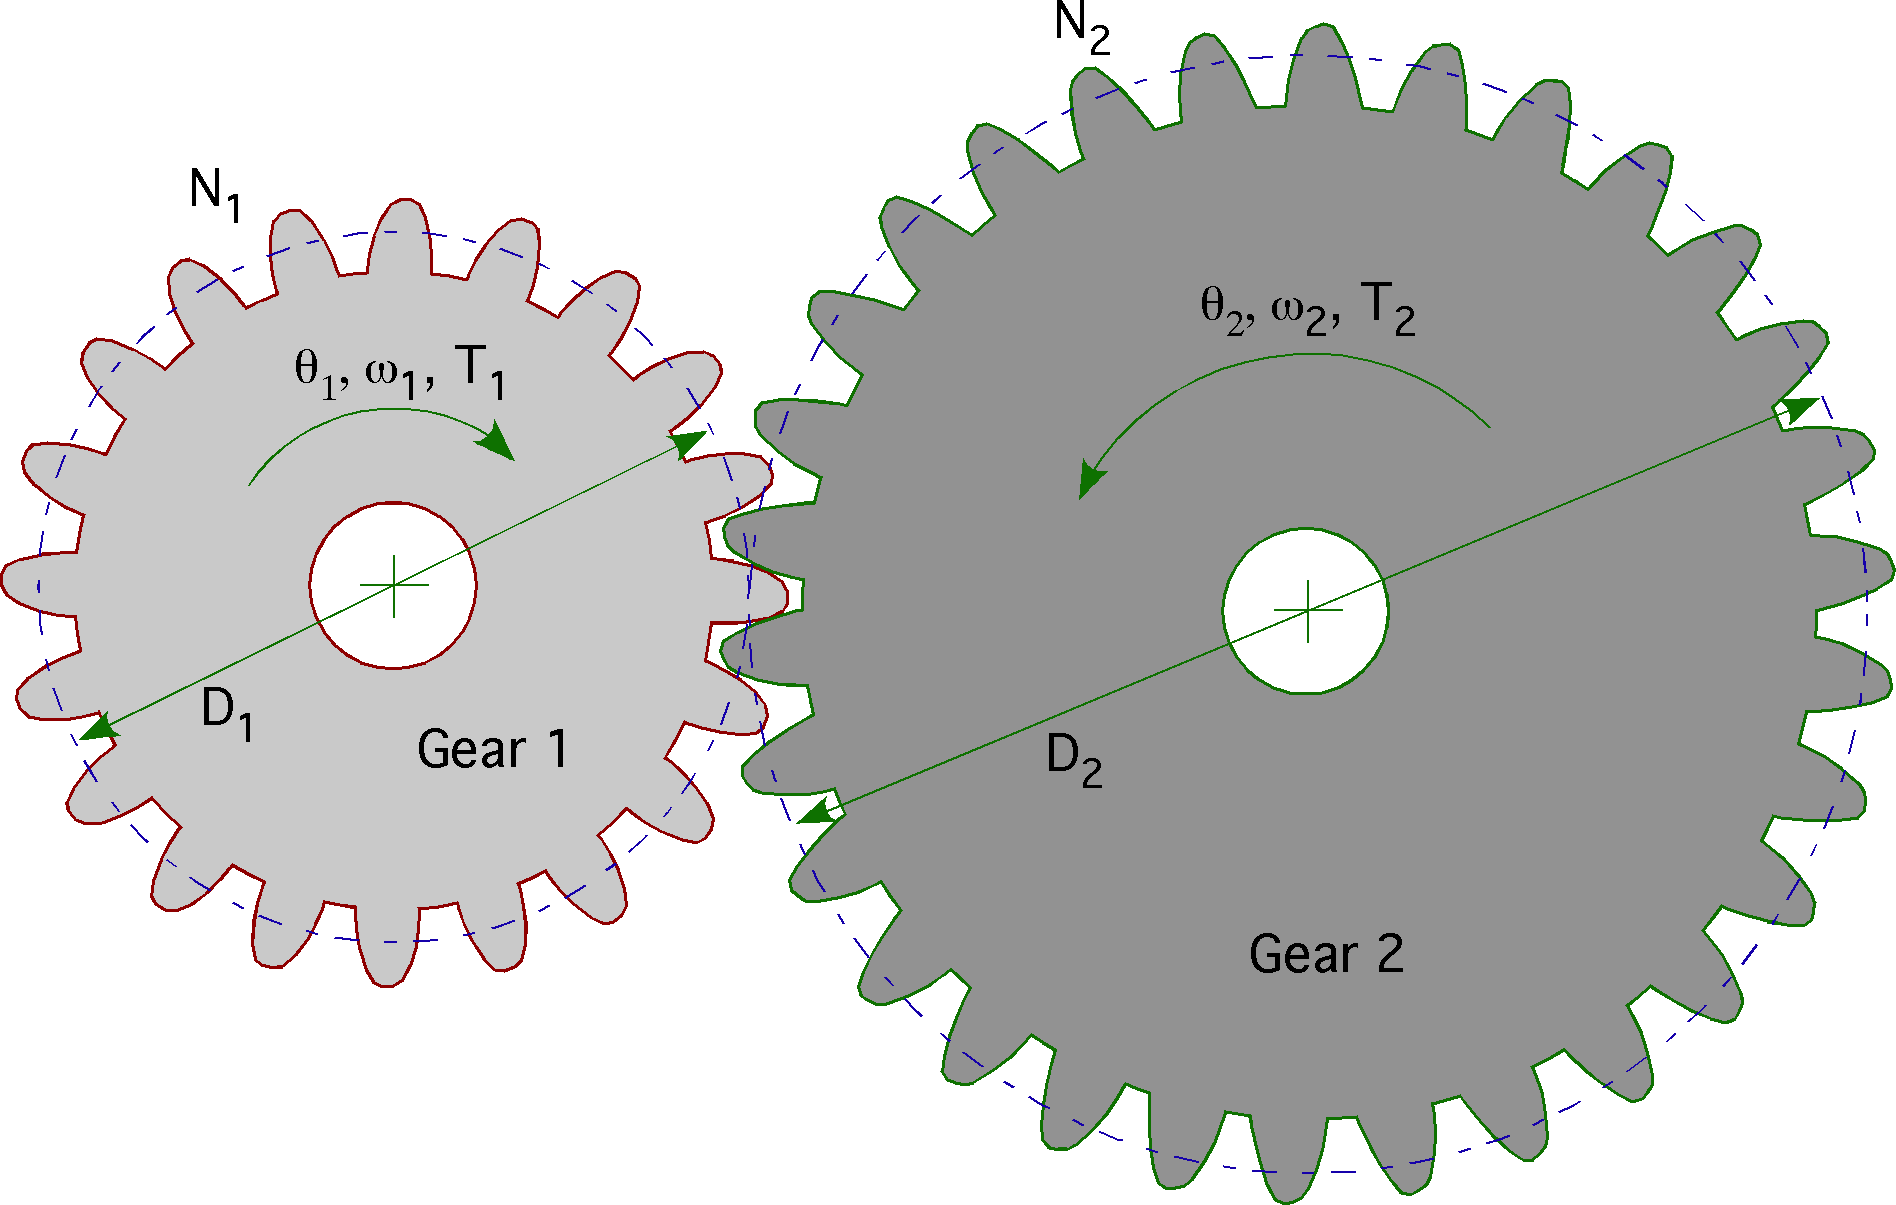 N₂
N₁
θ₂, ω₂, T₂
θ₁, ω₁, T₁
D₁
Gear 1
D₂
Gear 2